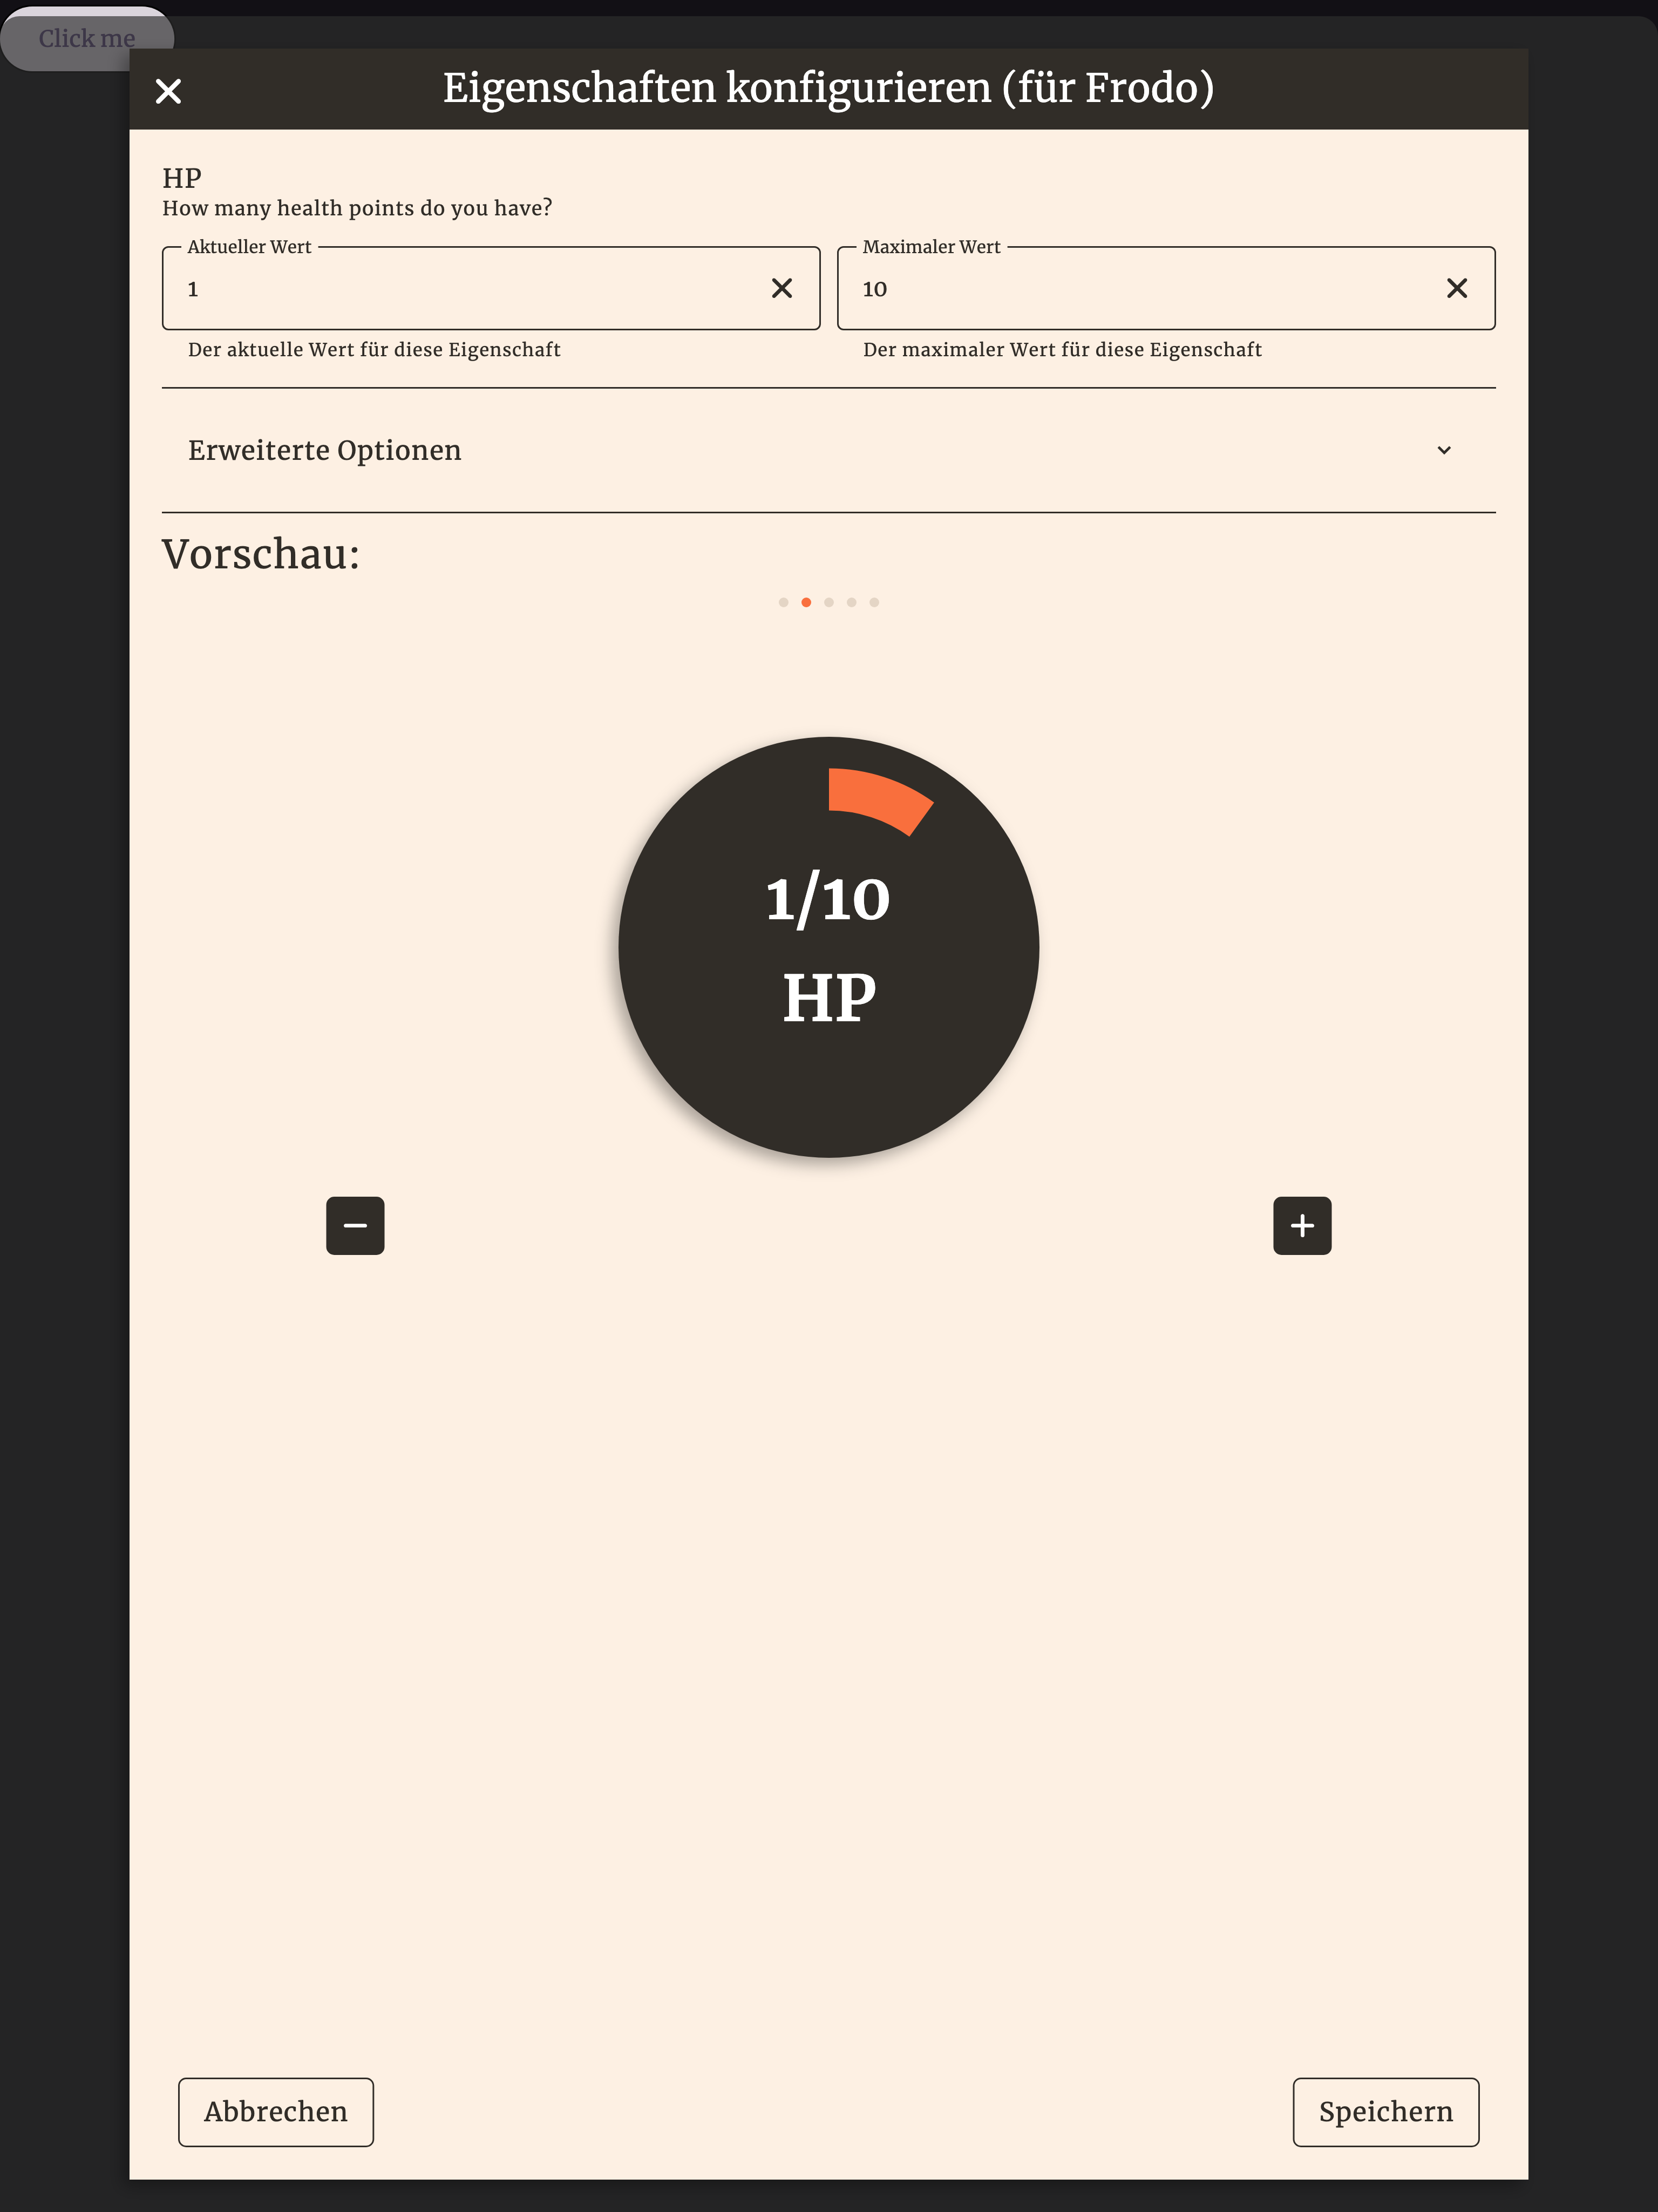 Click me
Eigenschaften konfigurieren (für Frodo)
HP
How many health points do you have?
Aktueller Wert
1
Der aktuelle Wert für diese Eigenschaft
Maximaler Wert
10
Der maximaler Wert für diese Eigenschaft
Erweiterte Optionen
Vorschau:
1/10
HP
Abbrechen
Speichern